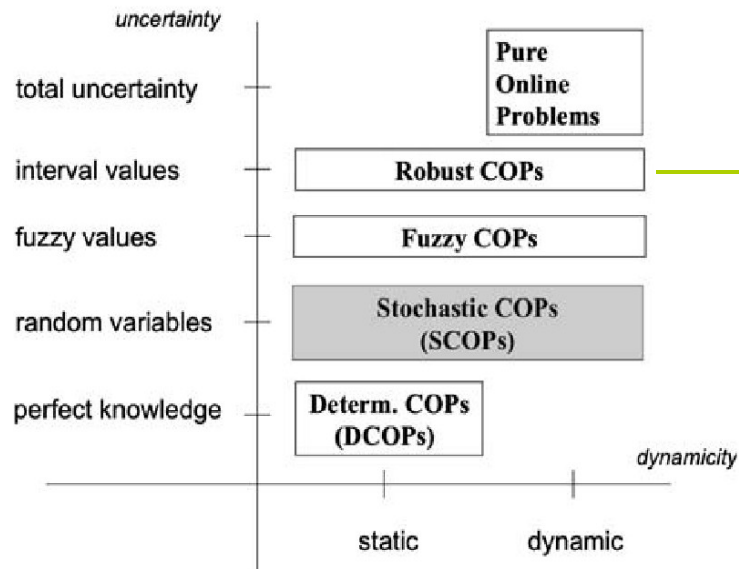 uncertainty
total uncertainty
Pure
Online
Problems
interval values
Robust COPs
fuzzy values
Fuzzy COPs
random variables
Stochastic COPs
(SCOPs)
perfect knowledge
Determ. COPs
(DCOPs)
dynamicity
static
dynamic